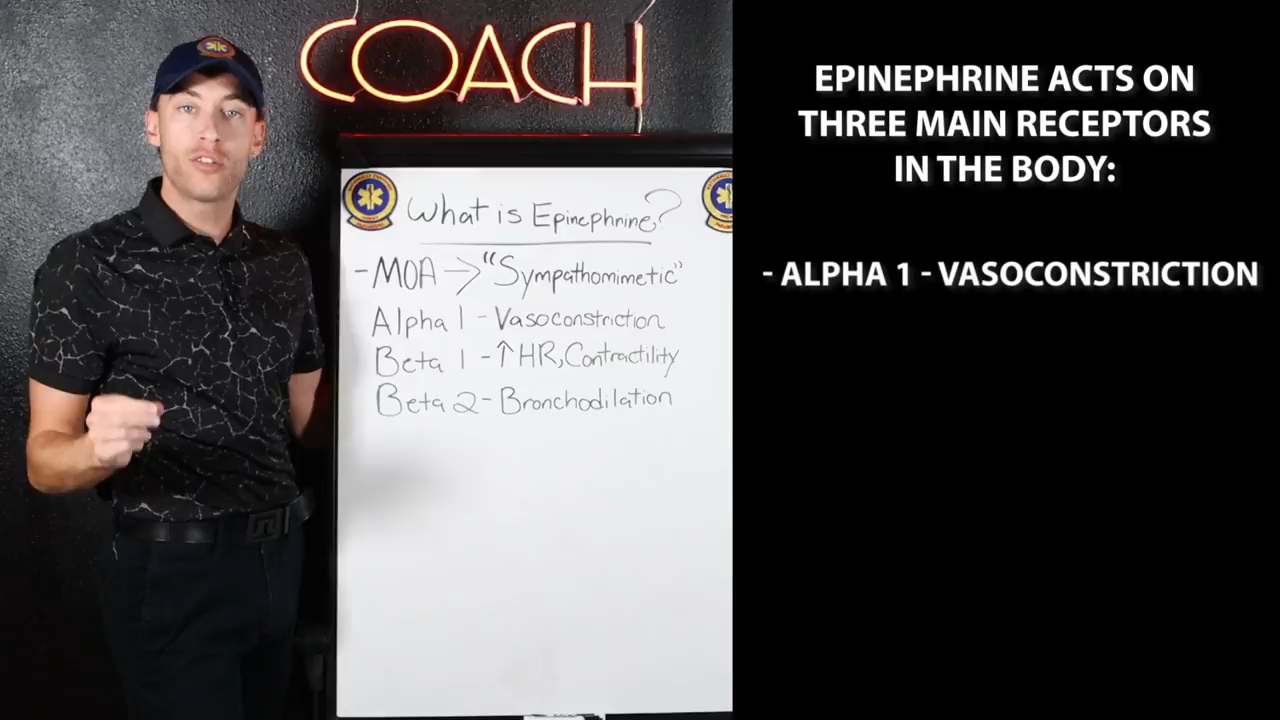 COACH
What is Epinephrine?
- MOA → "Sympathomimetic"
Alpha 1 - Vasoconstriction
Beta 1 - ↑ HR, Contractility
Beta 2 - Bronchodilation
EPINEPHRINE ACTS ON
THREE MAIN RECEPTORS
IN THE BODY:
- ALPHA 1 - VASOCONSTRICTION